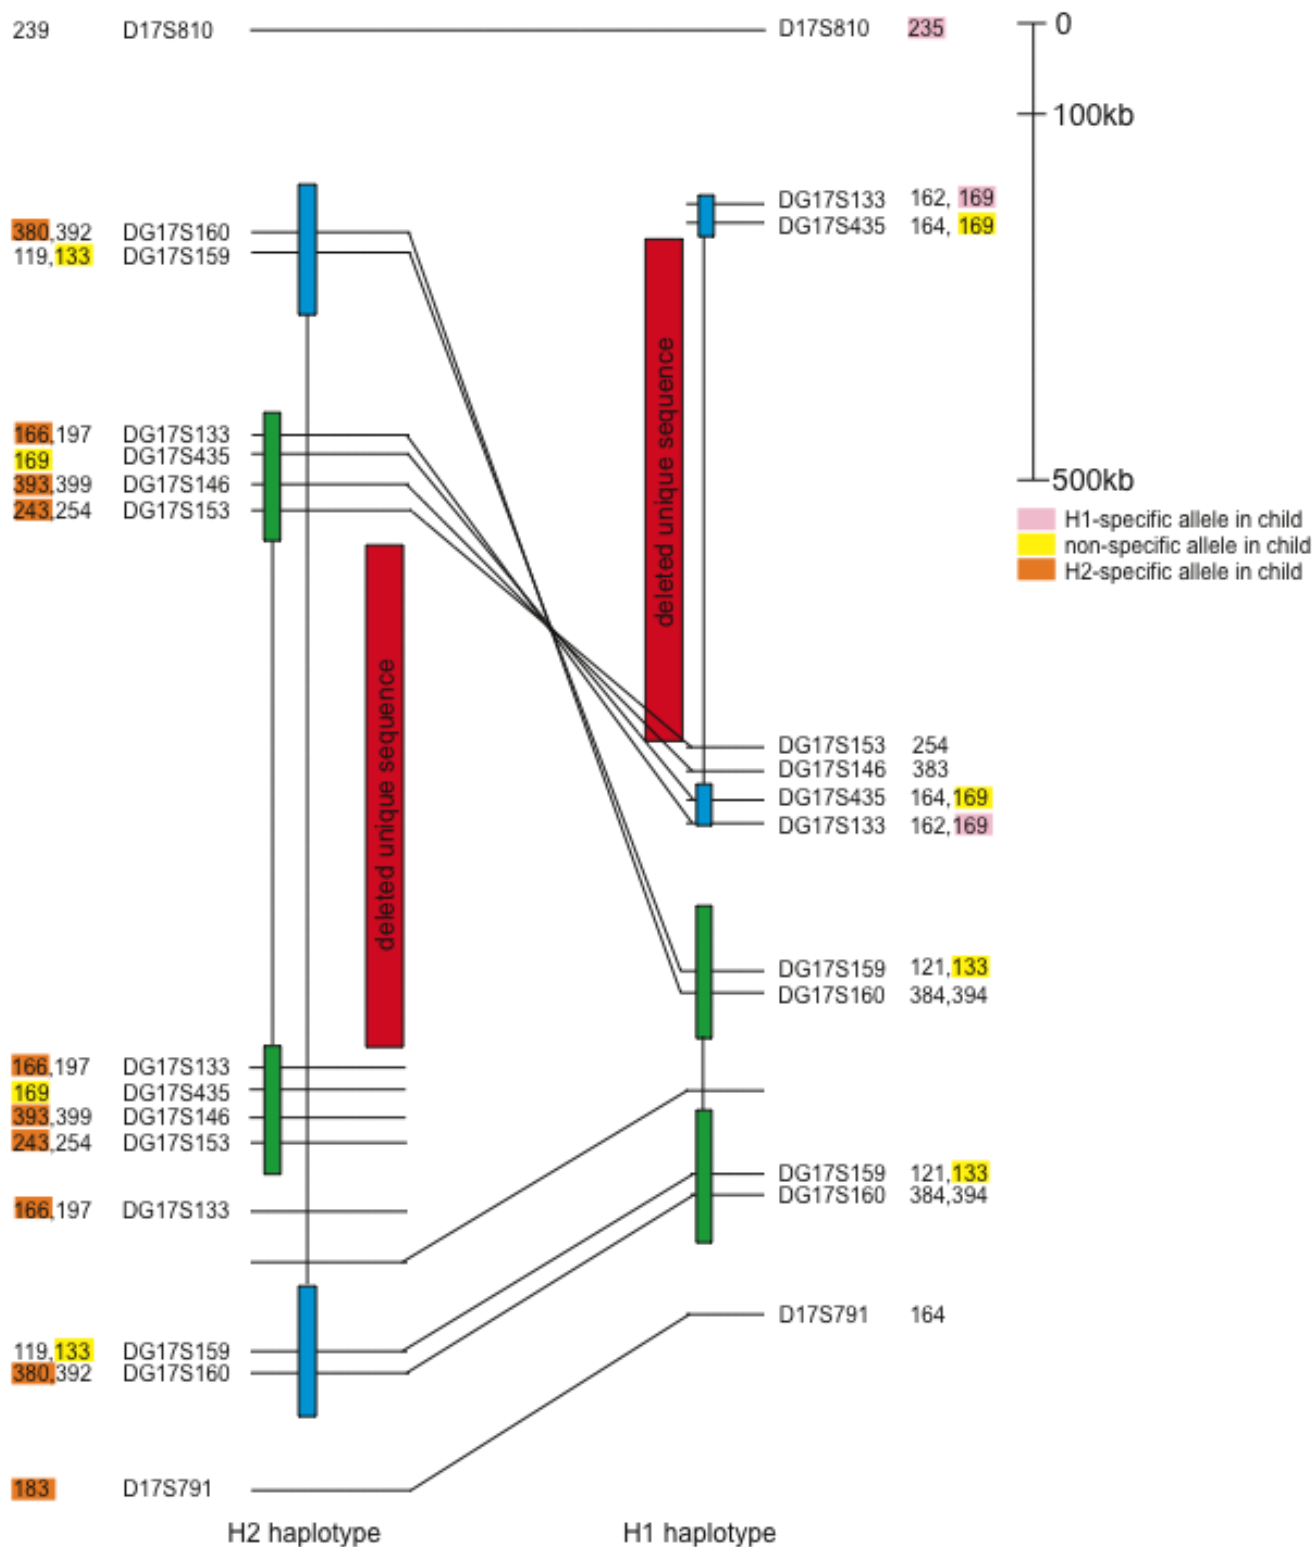 239 D17S810 D17S810 235 0
100kb
DG17S133 162, 169
380,392 DG17S160 DG17S435 164, 169
119,133 DG17S159
deleted unique sequence
166,197 DG17S133
169 DG17S435
393,399 DG17S146 500kb
243,254 DG17S153
H1-specific allele in child
non-specific allele in child
H2-specific allele in child
deleted unique sequence
DG17S153 254
DG17S146 383
DG17S435 164,169
DG17S133 162,169
DG17S159 121,133
DG17S160 384,394
166,197 DG17S133
169 DG17S435
393,399 DG17S146
243,254 DG17S153
DG17S159 121,133
DG17S160 384,394
166,197 DG17S133
D17S791 164
119,133 DG17S159
380,392 DG17S160
183 D17S791
H2 haplotype H1 haplotype